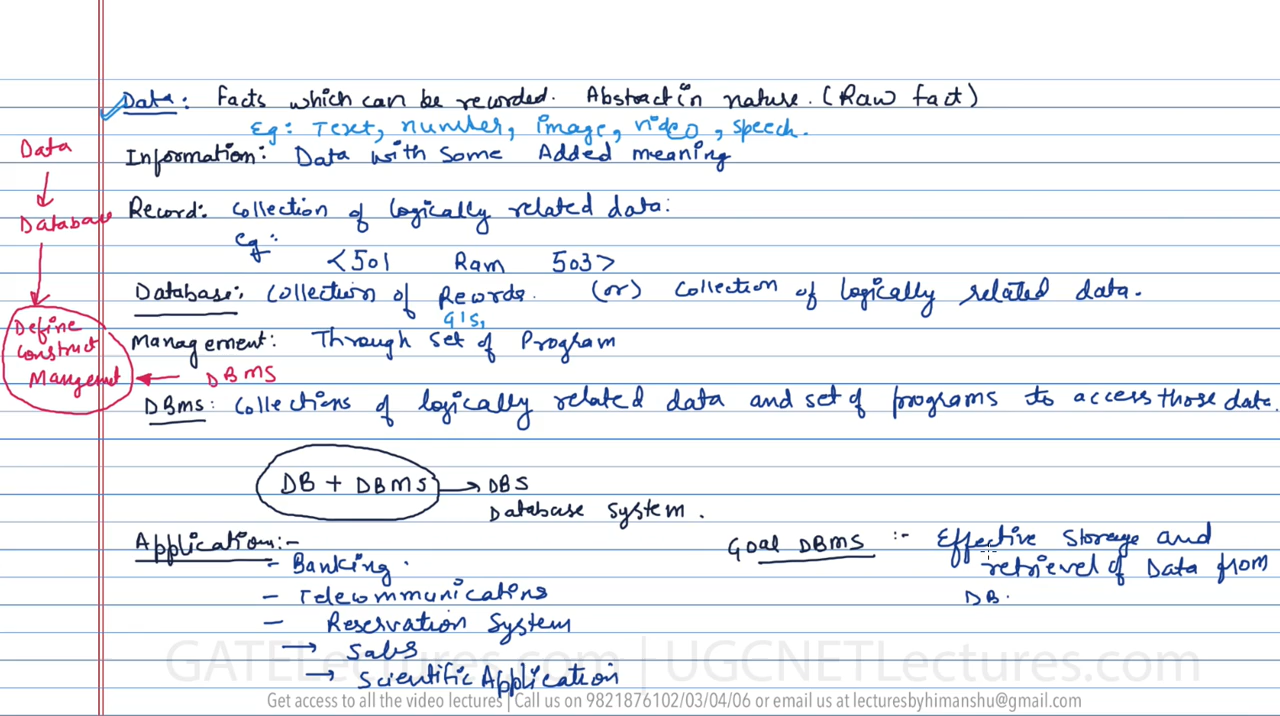 Data: Facts which can be recorded. Abstract in nature. (Raw fact)
Eg: Text, number, image, video, speech.
Information: Data with some Added meaning
Record: Collection of logically related data:
eg:
<501 Ram 503>
Database: Collection of Records. (or) Collection of logically related data.
GIS,
Management: Through set of Program
DBMS: Collections of logically related data and set of programs to access those data.
Data
Database
Define
Construct
Mangement
DBMS
DB + DBMS → DBS
Database System.
Application:-
- Banking.
- Telecommunications
- Reservation System
→ Sales
→ Scientific Application
Goal DBMS :- Effective Storage and
retrievel of Data from
DB.
GATELectures.com | UGCNETLectures.com
Get access to all the video lectures | Call us on 9821876102/03/04/06 or email us at lecturesbyhimanshu@gmail.com